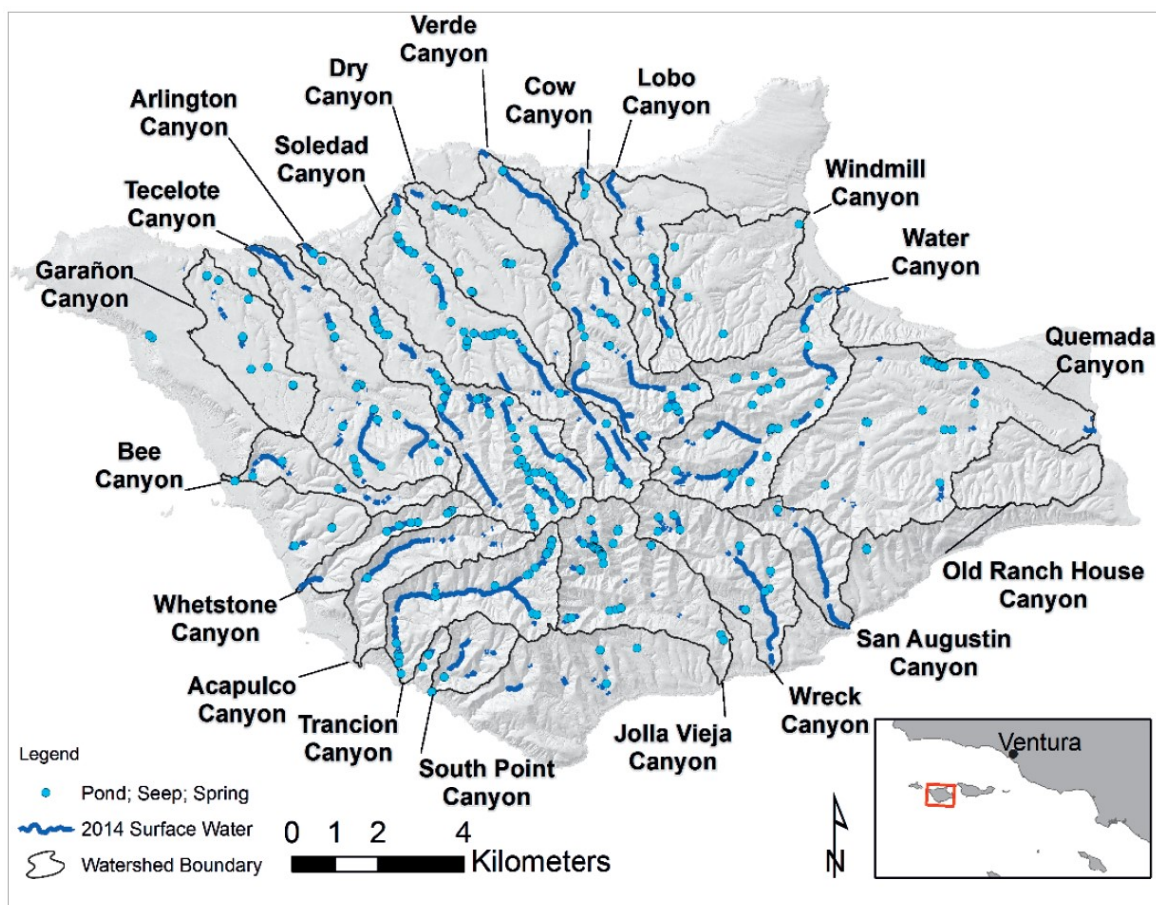 Verde
Canyon
Dry
Canyon
Cow
Canyon
Lobo
Canyon
Arlington
Canyon
Soledad
Canyon
Windmill
Canyon
Tecelote
Canyon
Water
Canyon
Garañon
Canyon
Quemada
Canyon
Bee
Canyon
Old Ranch House
Canyon
Whetstone
Canyon
San Augustin
Canyon
Acapulco
Canyon
Wreck
Canyon
Trancion
Canyon
Jolla Vieja
Canyon
South Point
Canyon
Ventura
Legend
Pond; Seep; Spring
2014 Surface Water
Watershed Boundary
0 1 2 4
Kilometers
N